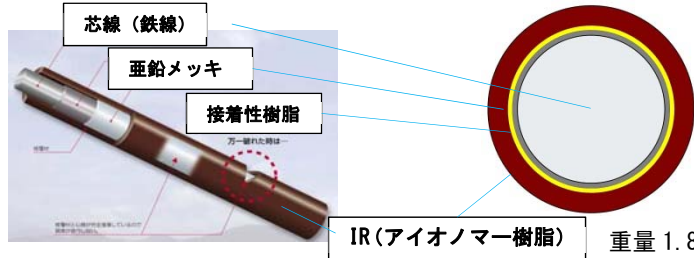 芯線（鉄線）
亜鉛メッキ
接着性樹脂
万一破れた時は…
IR(アイオノマー樹脂)
重量 1.8